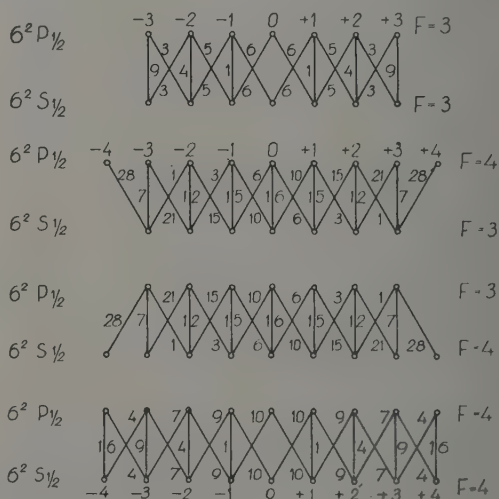 -3 -2 -1 0 +1 +2 +3
6² P½ F=3
3 5 6 6 5 3
9 4 1 1 4 9
3 5 6 6 5 3
6² S½ F=3
6² P½ -4 -3 -2 -1 0 +1 +2 +3 +4 F=4
28 1 3 6 10 15 21 28
7 12 15 16 15 12 7
21 15 10 6 3 1
6² S½ F=3
6² P½ F=3
21 15 10 6 3 1
28 7 12 15 16 15 12 7
1 3 6 10 15 21 28
6² S½ F=4
6² P½
4 7 9 10 10 9 7 4
16 9 4 1 1 4 9 16
4 7 9 10 10 9 7 4
6² S½ F=4
-4 -3 -2 -1 0 +1 +2 +3 4